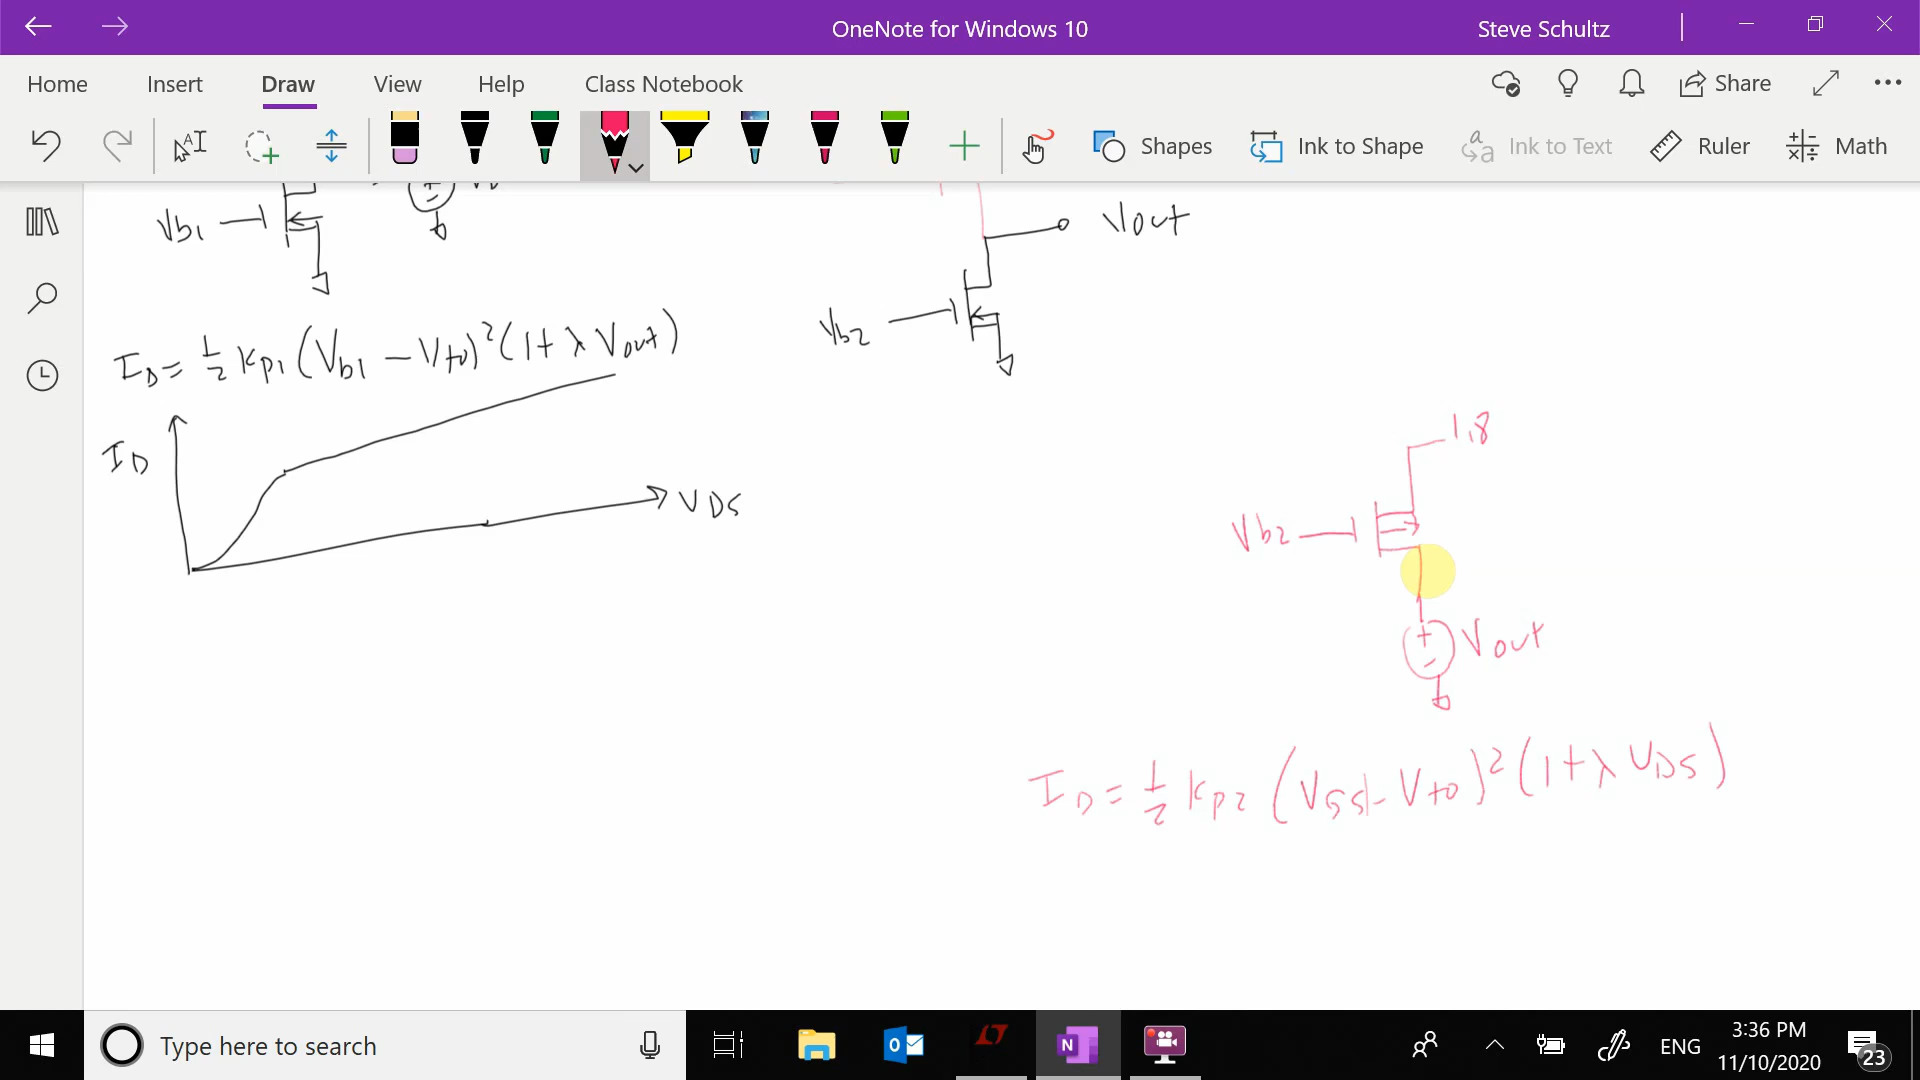 OneNote for Windows 10
Steve Schultz
Home Insert Draw View Help Class Notebook
Share
Shapes Ink to Shape Ink to Text Ruler Math
Vb1
Vout
Vb2
I_D = 1/2 Kp1 (Vb1 - Vt0)² (1 + λ Vout)
I_D
VDS
1.8
Vb2
Vout
I_D = 1/2 Kp2 (VGS - Vt0)² (1 + λ VDS)
Type here to search
N
ENG
3:36 PM
11/10/2020
23